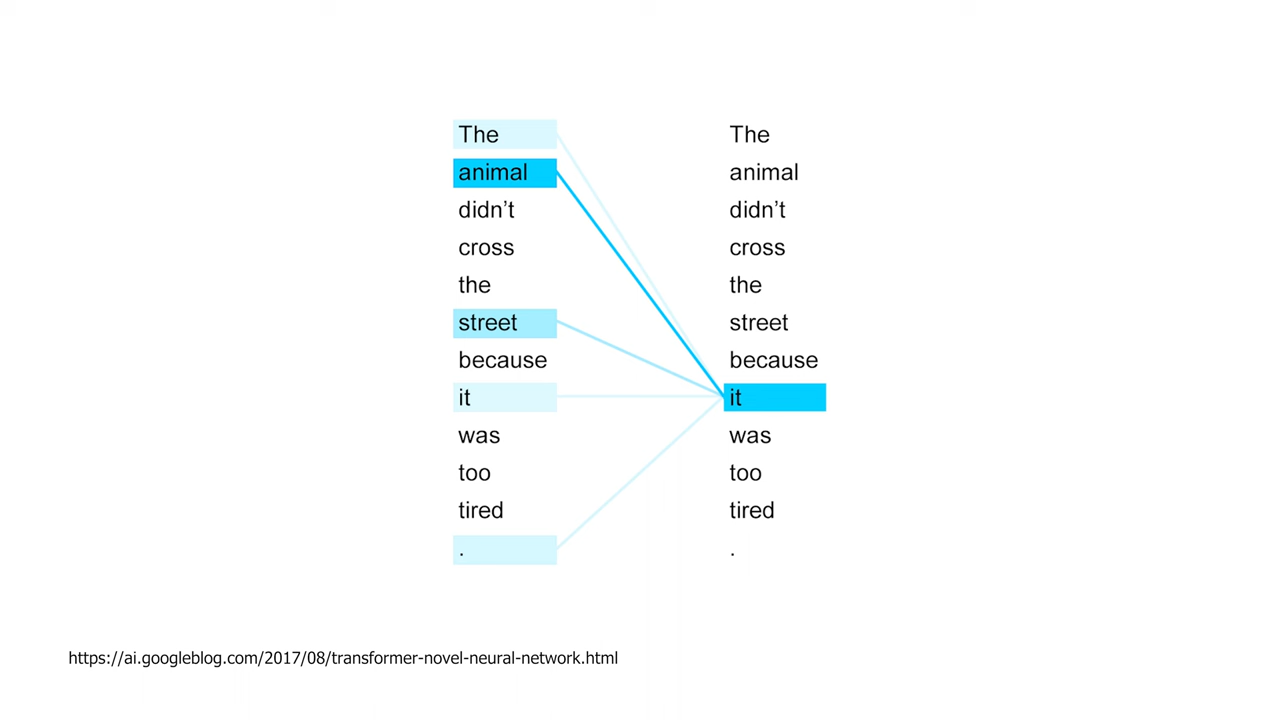 The The
animal animal
didn’t didn’t
cross cross
the the
street street
because because
it it
was was
too too
tired tired
. .
https://ai.googleblog.com/2017/08/transformer-novel-neural-network.html